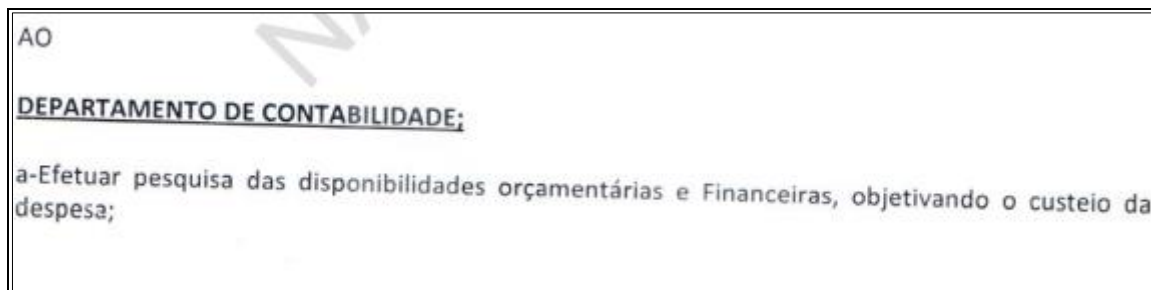 AO
DEPARTAMENTO DE CONTABILIDADE;
a-Efetuar pesquisa das disponibilidades orçamentárias e Financeiras, objetivando o custeio da
despesa;